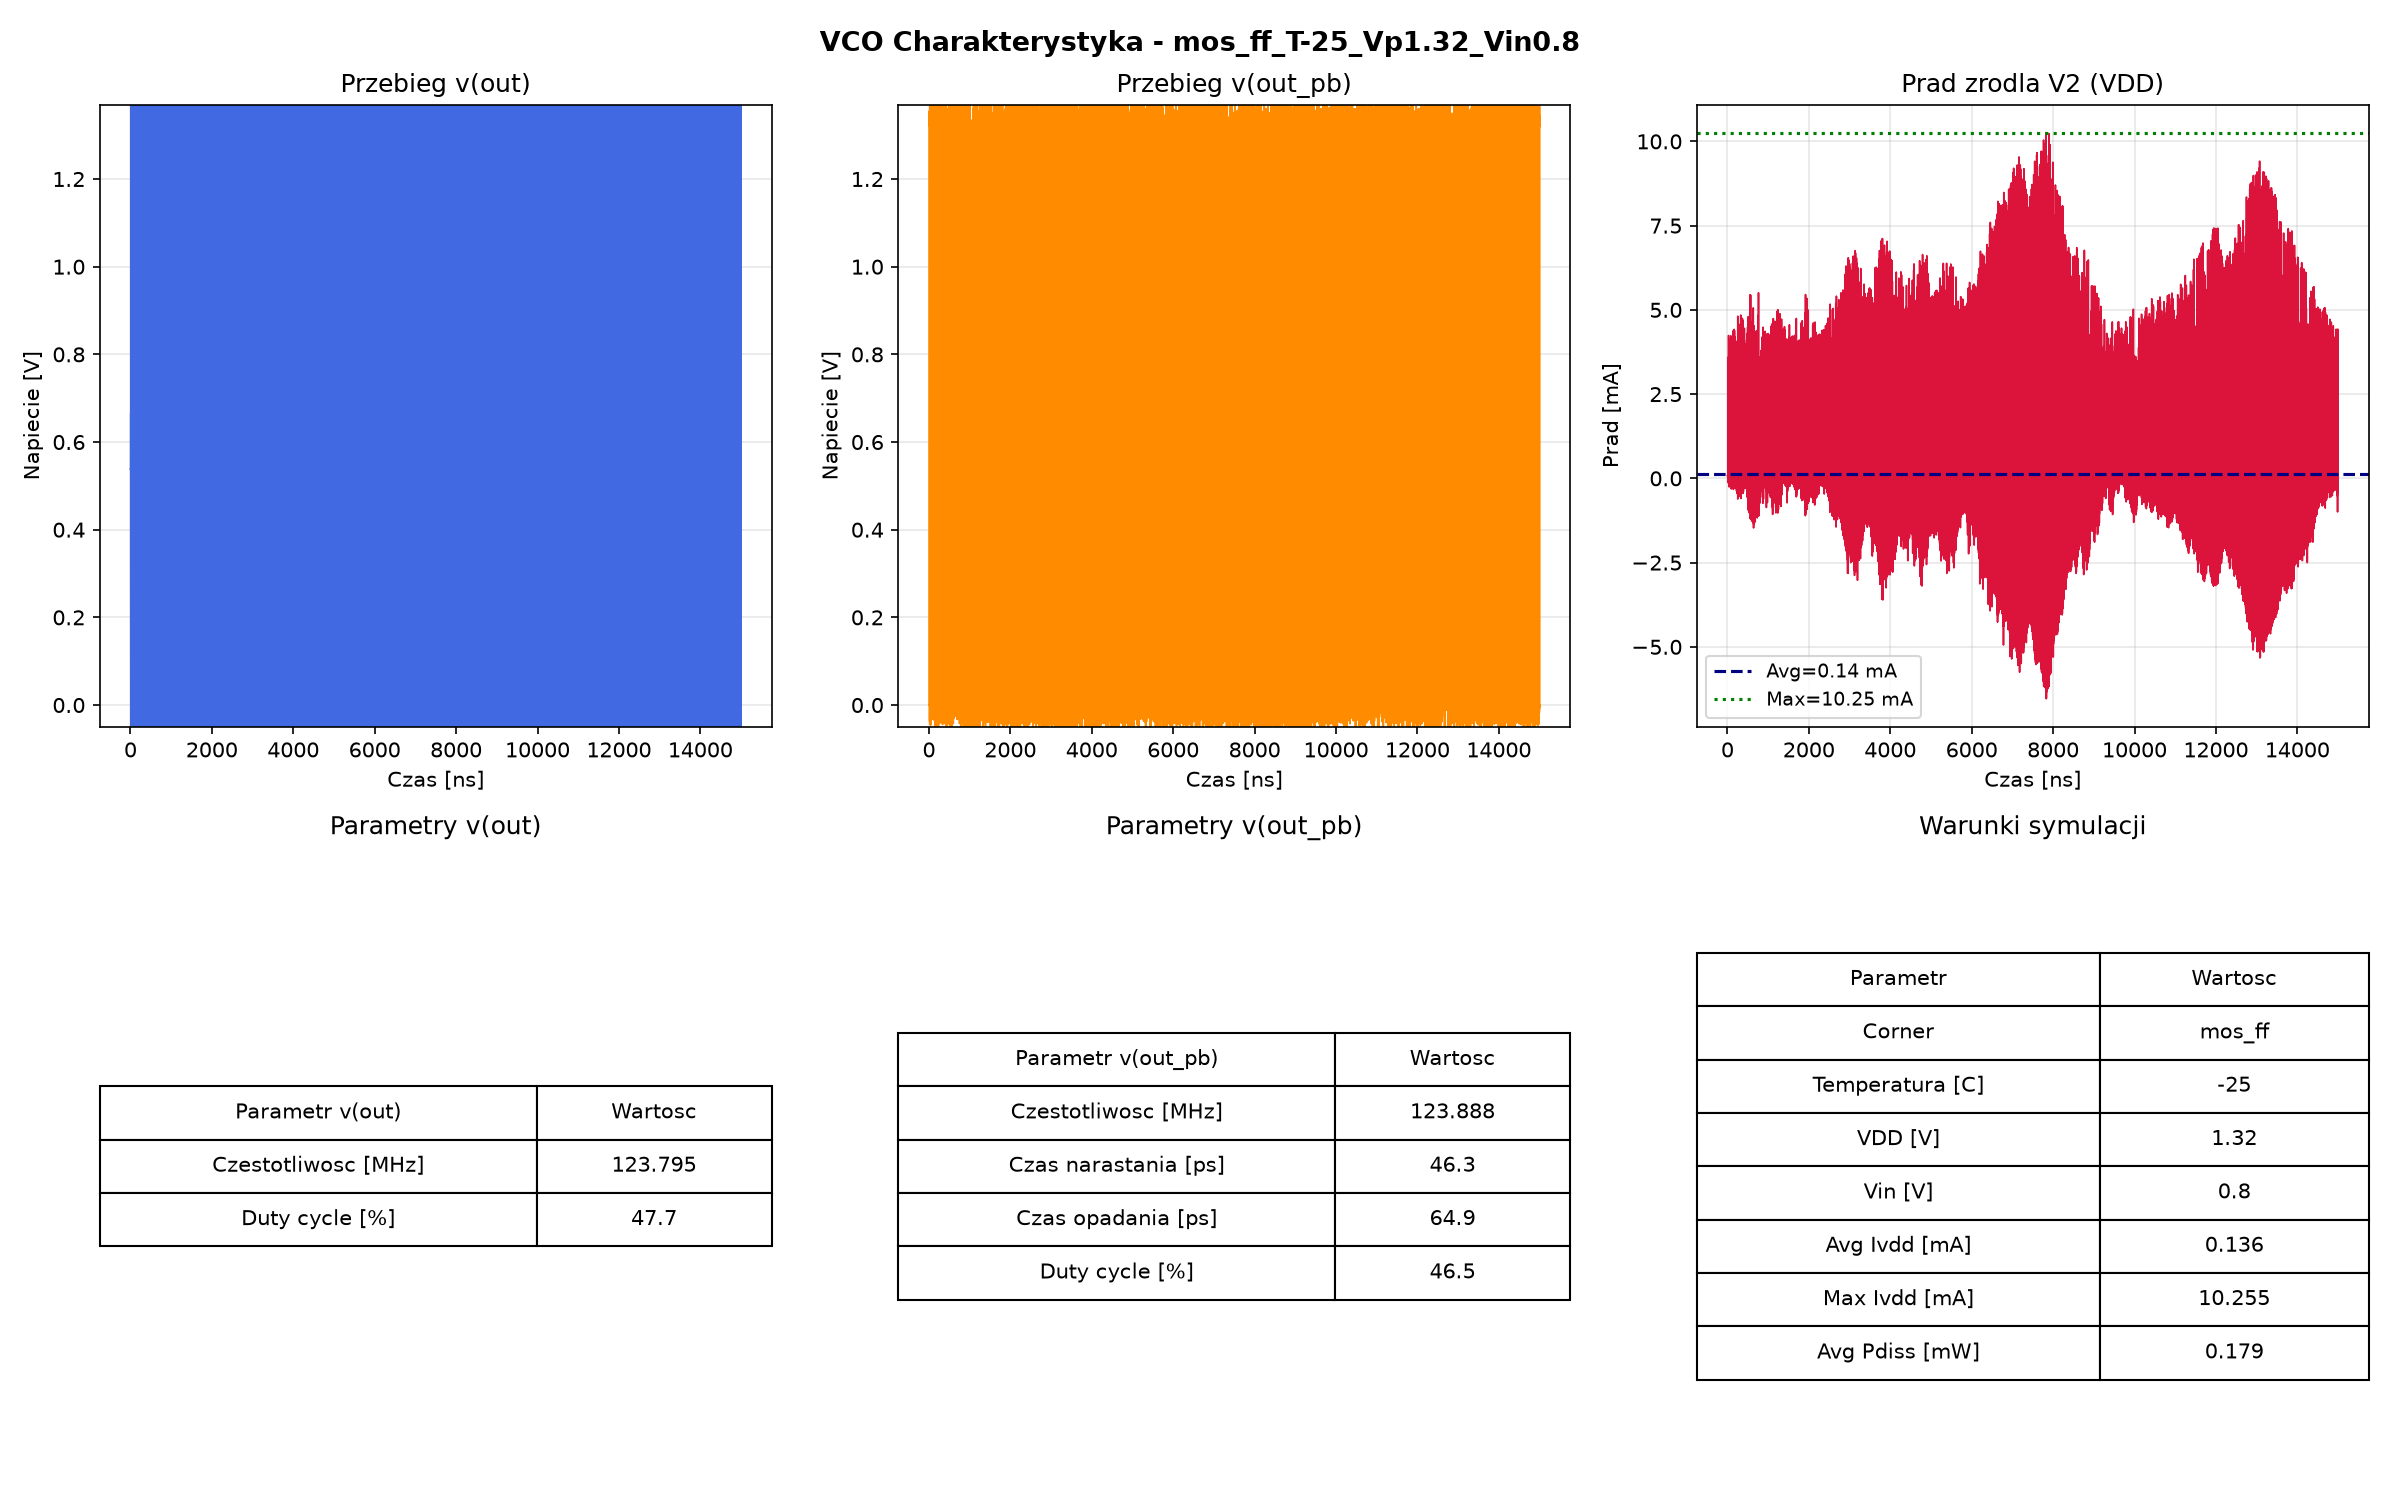 VCO Charakterystyka - mos_ff_T-25_Vp1.32_Vin0.8
Przebieg v(out)
Napiecie [V]
1.2
1.0
0.8
0.6
0.4
0.2
0.0
0 2000 4000 6000 8000 10000 12000 14000
Czas [ns]
Przebieg v(out_pb)
Napiecie [V]
1.2
1.0
0.8
0.6
0.4
0.2
0.0
0 2000 4000 6000 8000 10000 12000 14000
Czas [ns]
Prad zrodla V2 (VDD)
Prad [mA]
10.0
7.5
5.0
2.5
0.0
−2.5
−5.0
Avg=0.14 mA
Max=10.25 mA
0 2000 4000 6000 8000 10000 12000 14000
Czas [ns]
Parametry v(out)
Parametr v(out) Wartosc
Czestotliwosc [MHz] 123.795
Duty cycle [%] 47.7
Parametry v(out_pb)
Parametr v(out_pb) Wartosc
Czestotliwosc [MHz] 123.888
Czas narastania [ps] 46.3
Czas opadania [ps] 64.9
Duty cycle [%] 46.5
Warunki symulacji
Parametr Wartosc
Corner mos_ff
Temperatura [C] -25
VDD [V] 1.32
Vin [V] 0.8
Avg Ivdd [mA] 0.136
Max Ivdd [mA] 10.255
Avg Pdiss [mW] 0.179